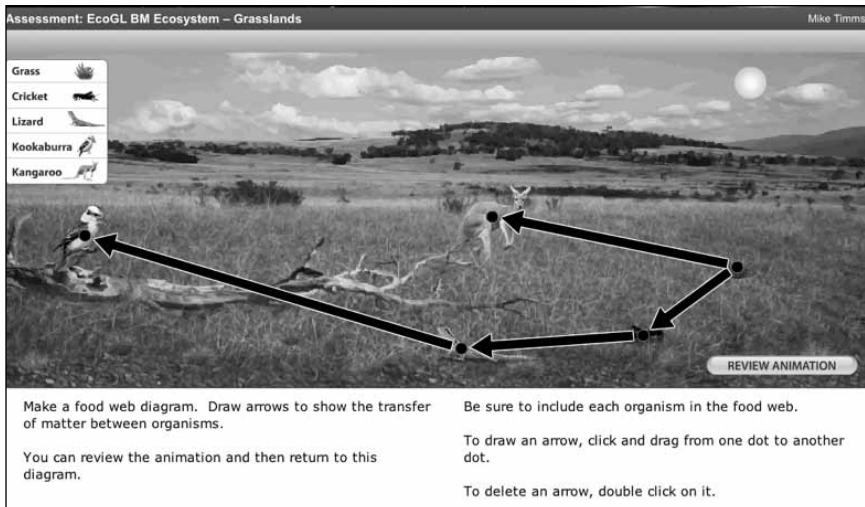 Assessment: EcoGL BM Ecosystem – Grasslands
Mike Timms
Grass
Cricket
Lizard
Kookaburra
Kangaroo
REVIEW ANIMATION
Make a food web diagram.  Draw arrows to show the transfer
of matter between organisms.
You can review the animation and then return to this
diagram.
Be sure to include each organism in the food web.
To draw an arrow, click and drag from one dot to another
dot.
To delete an arrow, double click on it.